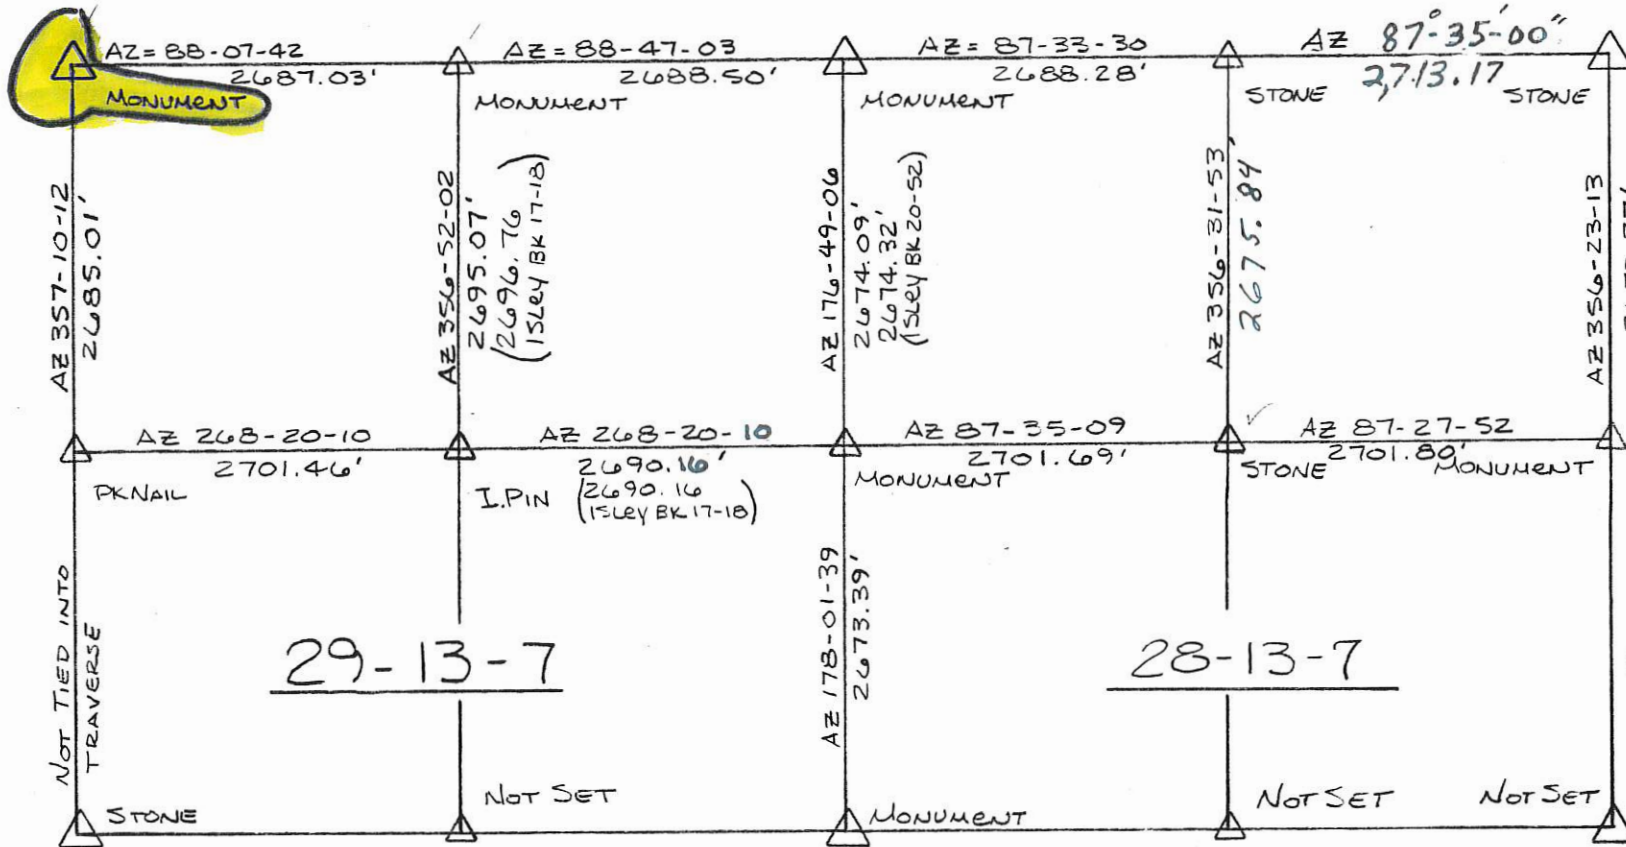 AZ= 88-07-42
2687.03'
MONUMENT
AZ= 88-47-03
2688.50'
MONUMENT
AZ= 87-33-30
2688.28'
MONUMENT
AZ 87°-35'-00"
2,713.17
STONE
STONE
AZ 357-10-12
2685.01'
AZ 356-52-02
2695.07'
(2696.76
(ISLEY BK 17-18)
AZ 176-49-06
2674.09'
2674.32'
(ISLEY BK 20-52)
AZ 356-31-53
2675.84'
AZ 356-23-13
AZ 268-20-10
2701.46'
PK NAIL
AZ 268-20-10
2690.16'
I.PIN
(2690.16
(ISLEY BK 17-18)
AZ 87-35-09
2701.69'
MONUMENT
AZ 87-27-52
2701.80'
STONE
MONUMENT
NOT TIED INTO
TRAVERSE
29-13-7
AZ 178-01-39
2673.39'
28-13-7
STONE
NOT SET
MONUMENT
NOT SET
NOT SET